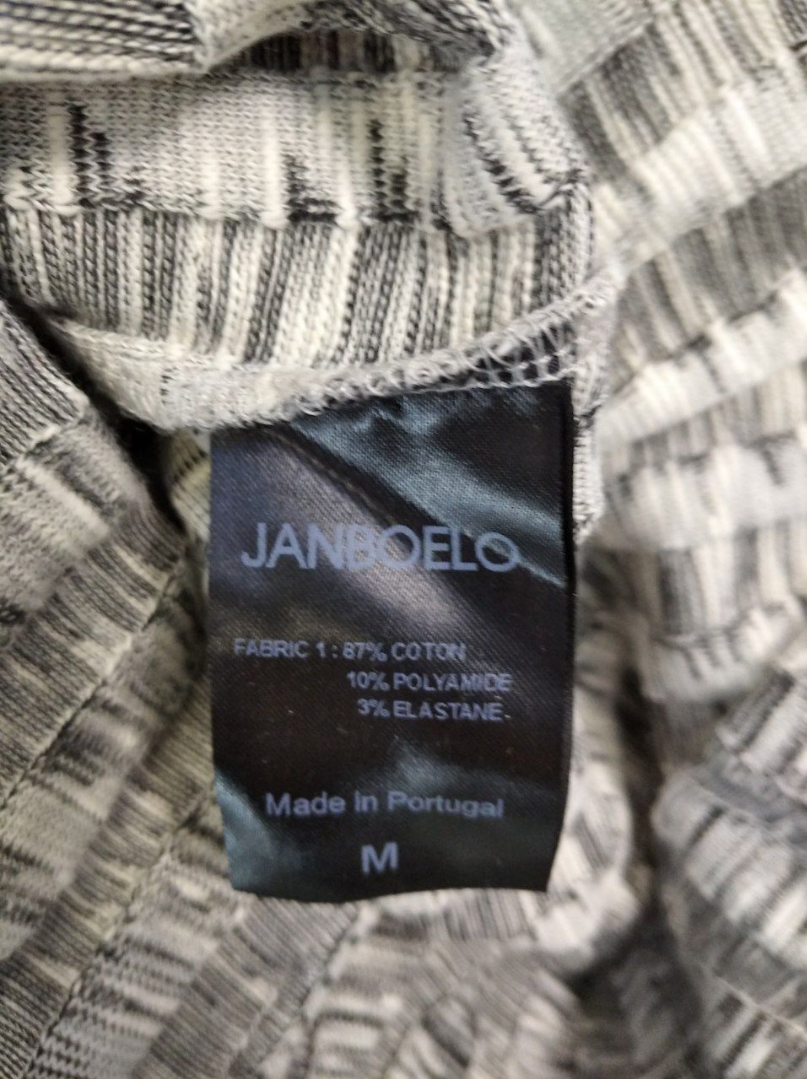 JANBOELO
FABRIC 1 : 87% COTON
10% POLYAMIDE
3% ELASTANE.
Made in Portugal
M